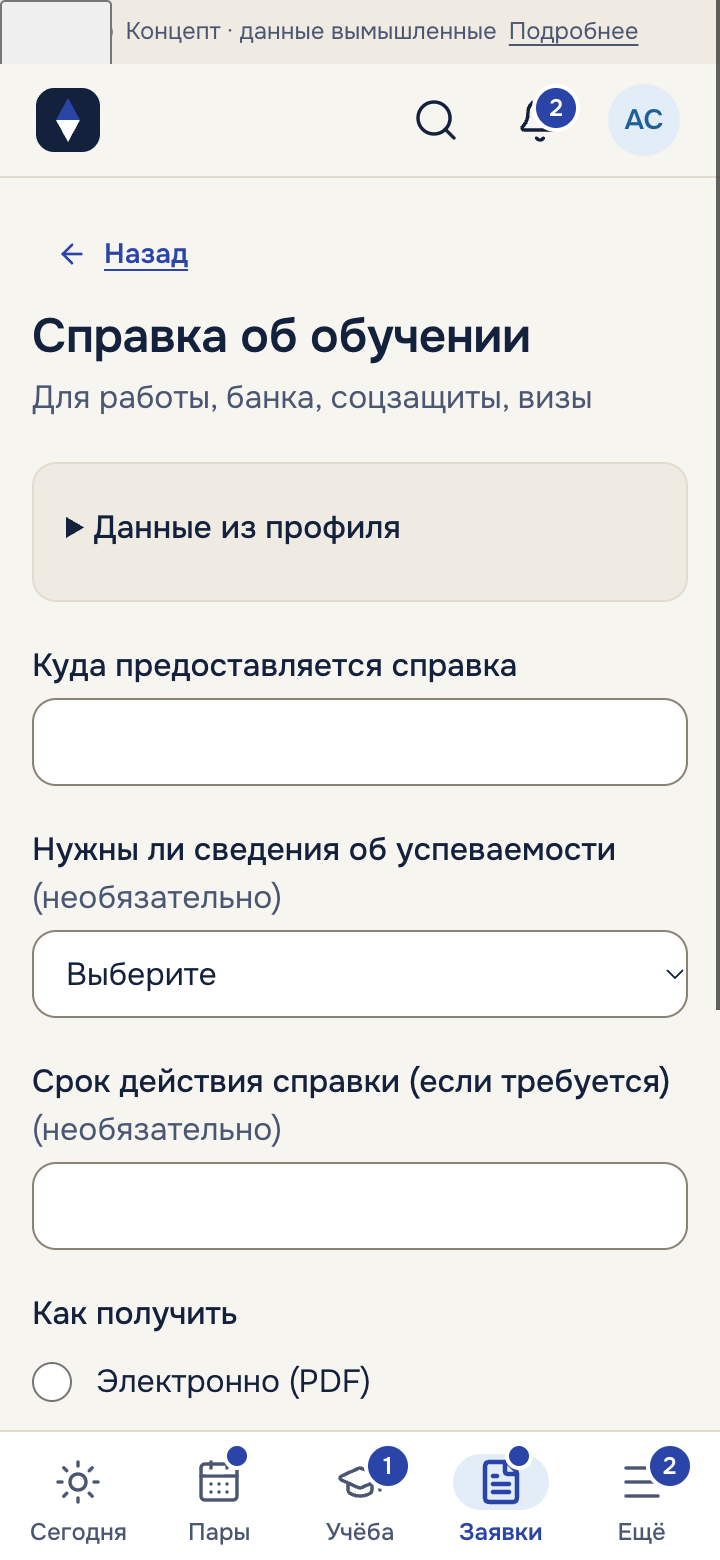 Концепт · данные вымышленные Подробнее
2
АС
Назад
Справка об обучении
Для работы, банка, соцзащиты, визы
Данные из профиля
Куда предоставляется справка
Нужны ли сведения об успеваемости
(необязательно)
Выберите
Срок действия справки (если требуется)
(необязательно)
Как получить
Электронно (PDF)
1
2
Сегодня Пары Учёба Заявки Ещё